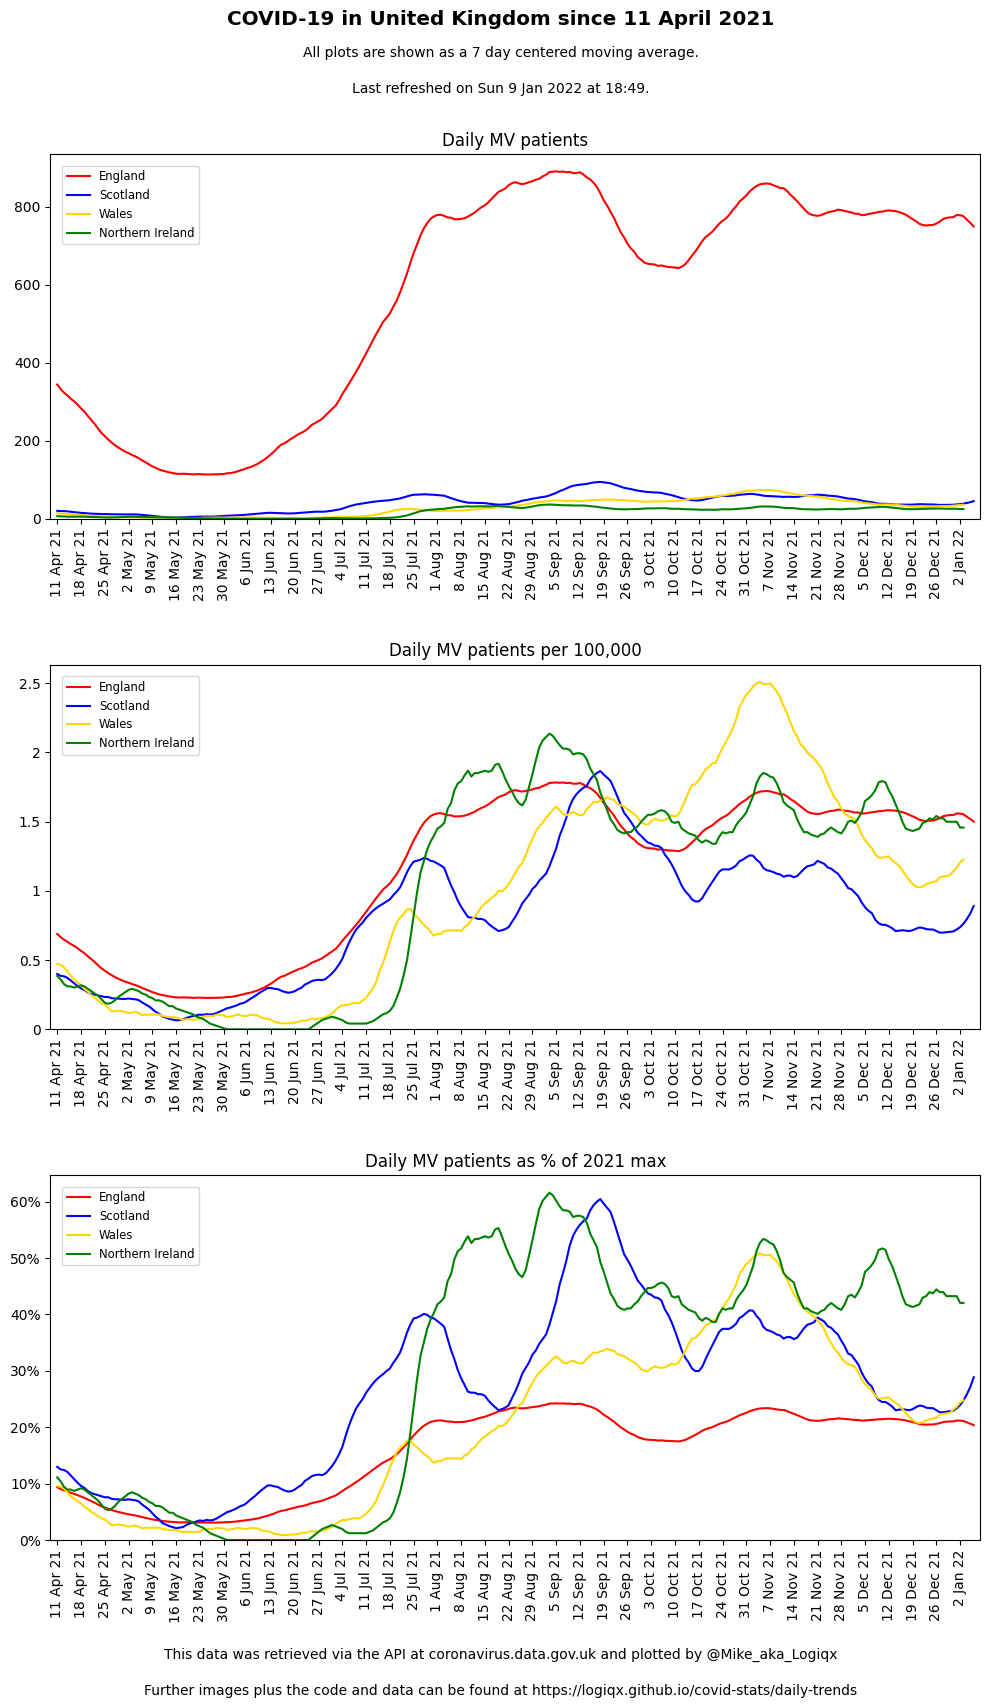 COVID-19 in United Kingdom since 11 April 2021
All plots are shown as a 7 day centered moving average.
Last refreshed on Sun 9 Jan 2022 at 18:49.
Daily MV patients
England
Scotland
Wales
Northern Ireland
800
600
400
200
0
11 Apr 21
18 Apr 21
25 Apr 21
2 May 21
9 May 21
16 May 21
23 May 21
30 May 21
6 Jun 21
13 Jun 21
20 Jun 21
27 Jun 21
4 Jul 21
11 Jul 21
18 Jul 21
25 Jul 21
1 Aug 21
8 Aug 21
15 Aug 21
22 Aug 21
29 Aug 21
5 Sep 21
12 Sep 21
19 Sep 21
26 Sep 21
3 Oct 21
10 Oct 21
17 Oct 21
24 Oct 21
31 Oct 21
7 Nov 21
14 Nov 21
21 Nov 21
28 Nov 21
5 Dec 21
12 Dec 21
19 Dec 21
26 Dec 21
2 Jan 22
Daily MV patients per 100,000
England
Scotland
Wales
Northern Ireland
2.5
2
1.5
1
0.5
0
11 Apr 21
18 Apr 21
25 Apr 21
2 May 21
9 May 21
16 May 21
23 May 21
30 May 21
6 Jun 21
13 Jun 21
20 Jun 21
27 Jun 21
4 Jul 21
11 Jul 21
18 Jul 21
25 Jul 21
1 Aug 21
8 Aug 21
15 Aug 21
22 Aug 21
29 Aug 21
5 Sep 21
12 Sep 21
19 Sep 21
26 Sep 21
3 Oct 21
10 Oct 21
17 Oct 21
24 Oct 21
31 Oct 21
7 Nov 21
14 Nov 21
21 Nov 21
28 Nov 21
5 Dec 21
12 Dec 21
19 Dec 21
26 Dec 21
2 Jan 22
Daily MV patients as % of 2021 max
England
Scotland
Wales
Northern Ireland
60%
50%
40%
30%
20%
10%
0%
11 Apr 21
18 Apr 21
25 Apr 21
2 May 21
9 May 21
16 May 21
23 May 21
30 May 21
6 Jun 21
13 Jun 21
20 Jun 21
27 Jun 21
4 Jul 21
11 Jul 21
18 Jul 21
25 Jul 21
1 Aug 21
8 Aug 21
15 Aug 21
22 Aug 21
29 Aug 21
5 Sep 21
12 Sep 21
19 Sep 21
26 Sep 21
3 Oct 21
10 Oct 21
17 Oct 21
24 Oct 21
31 Oct 21
7 Nov 21
14 Nov 21
21 Nov 21
28 Nov 21
5 Dec 21
12 Dec 21
19 Dec 21
26 Dec 21
2 Jan 22
This data was retrieved via the API at coronavirus.data.gov.uk and plotted by @Mike_aka_Logiqx
Further images plus the code and data can be found at https://logiqx.github.io/covid-stats/daily-trends